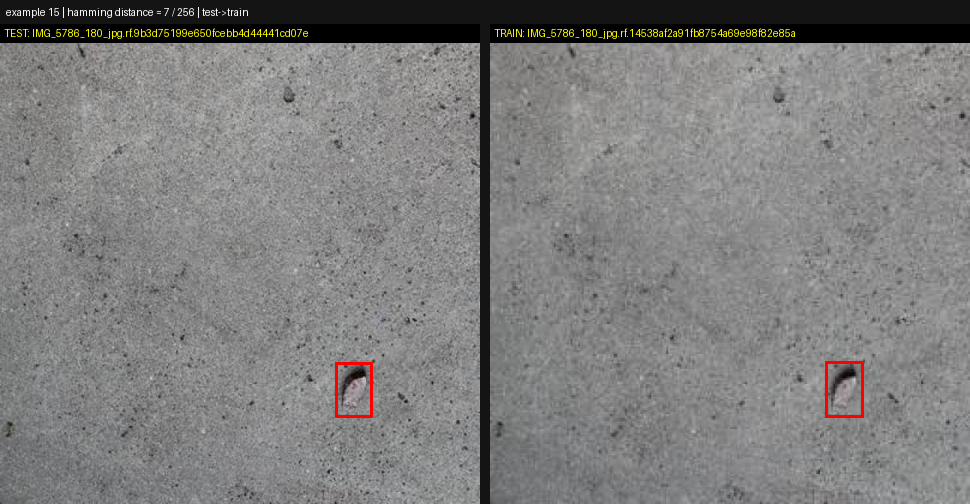 example 15 | hamming distance = 7 / 256 | test->train
TEST: IMG_5786_180_jpg.rf.9b3d75199e650fcebb4d44441cd07e
TRAIN: IMG_5786_180_jpg.rf.14538af2a91fb8754a69e98f82e85a